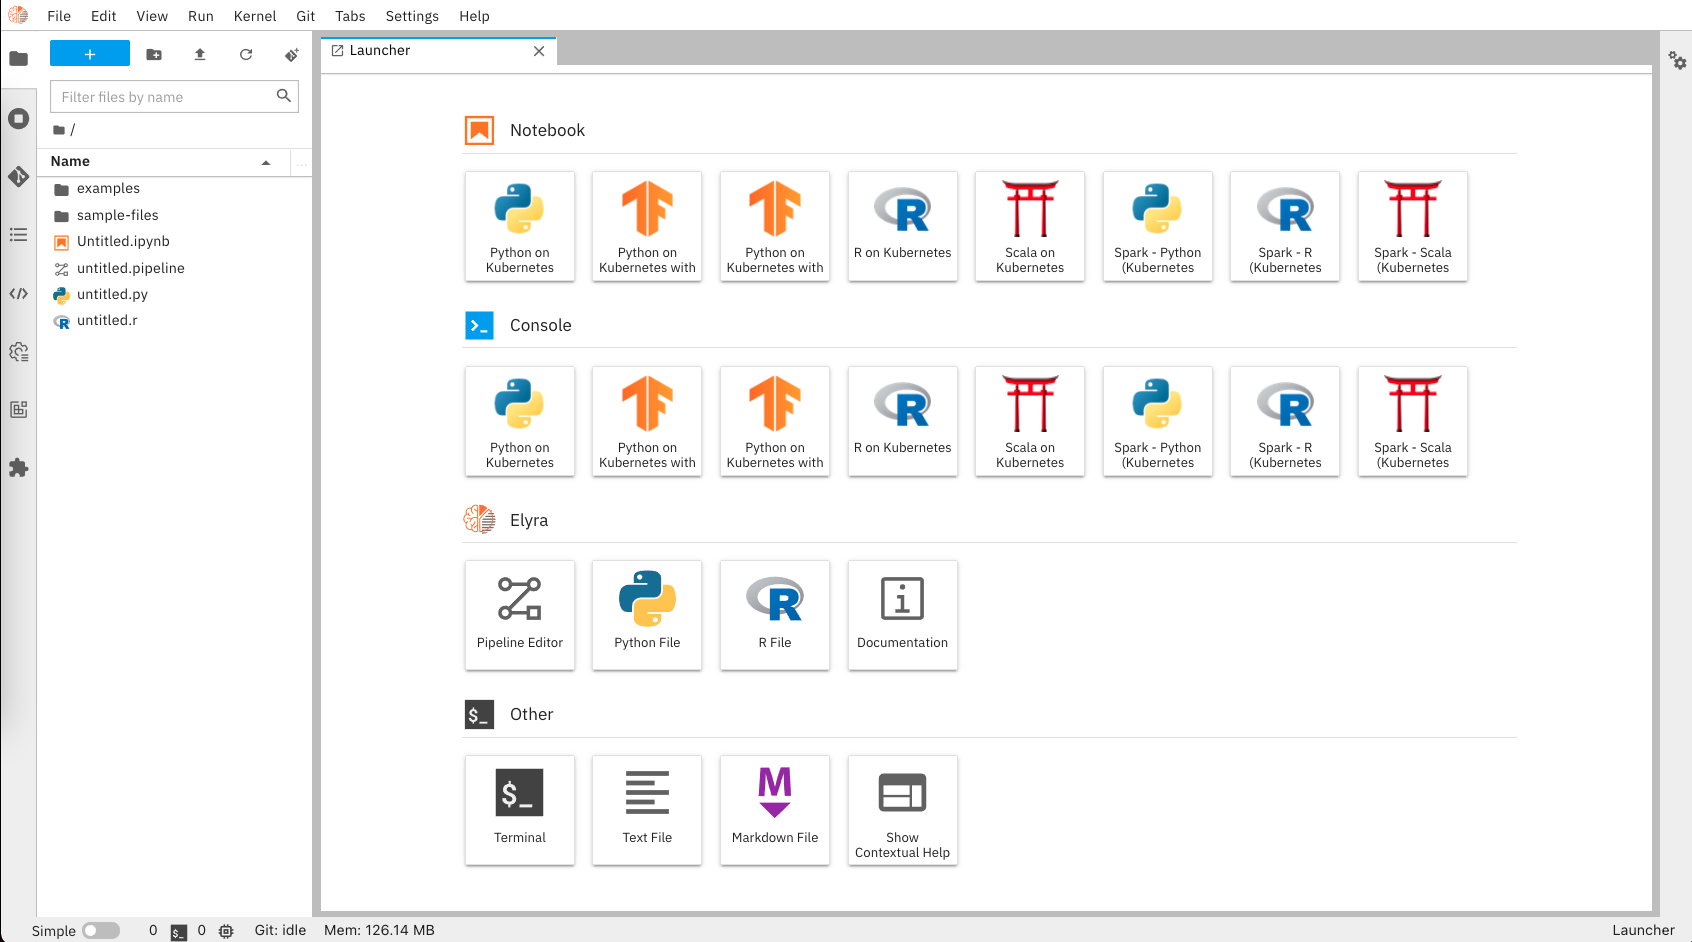 File Edit View Run Kernel Git Tabs Settings Help
+
Filter files by name
/
Name
...
examples
sample-files
Untitled.ipynb
untitled.pipeline
untitled.py
untitled.r
Launcher
Notebook
Python on
Kubernetes
Python on
Kubernetes with
Python on
Kubernetes with
R on Kubernetes
Scala on
Kubernetes
Spark - Python
(Kubernetes
Spark - R
(Kubernetes
Spark - Scala
(Kubernetes
Console
Python on
Kubernetes
Python on
Kubernetes with
Python on
Kubernetes with
R on Kubernetes
Scala on
Kubernetes
Spark - Python
(Kubernetes
Spark - R
(Kubernetes
Spark - Scala
(Kubernetes
Elyra
Pipeline Editor
Python File
R File
Documentation
$_ Other
$_
Terminal
Text File
M
Markdown File
Show
Contextual Help
Simple 0 $_ 0 Git: idle Mem: 126.14 MB Launcher